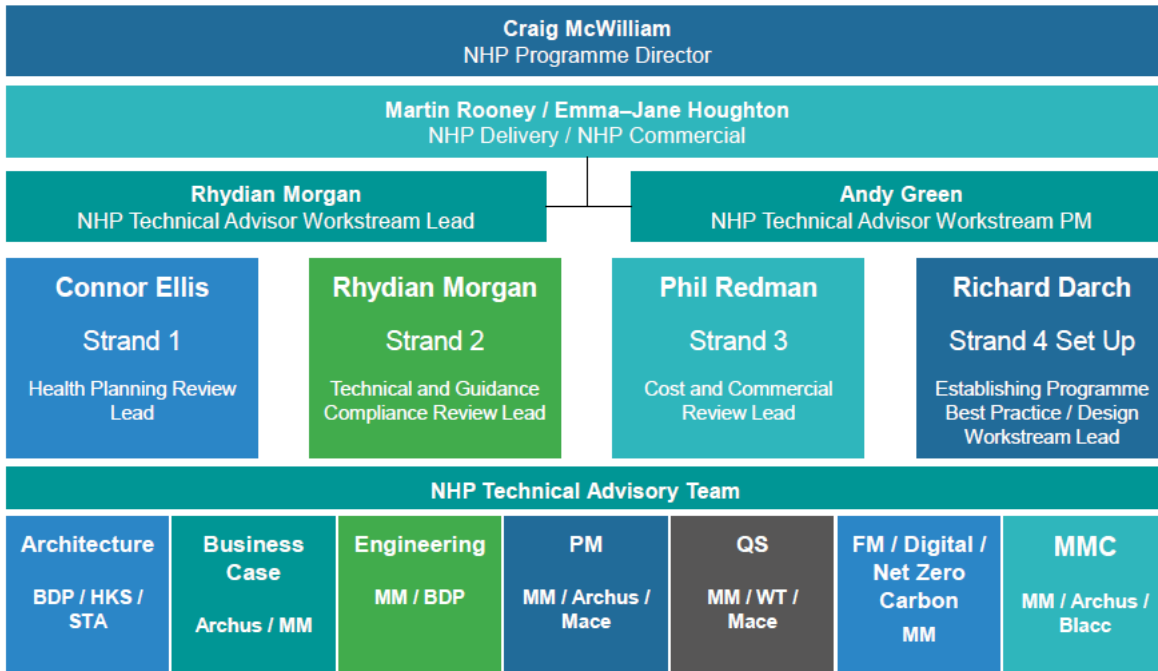 Craig McWilliam
NHP Programme Director
Martin Rooney / Emma–Jane Houghton
NHP Delivery / NHP Commercial
Rhydian Morgan
NHP Technical Advisor Workstream Lead
Andy Green
NHP Technical Advisor Workstream PM
Connor Ellis
Strand 1
Health Planning Review
Lead
Rhydian Morgan
Strand 2
Technical and Guidance
Compliance Review Lead
Phil Redman
Strand 3
Cost and Commercial
Review Lead
Richard Darch
Strand 4 Set Up
Establishing Programme
Best Practice / Design
Workstream Lead
NHP Technical Advisory Team
Architecture
BDP / HKS /
STA
Business
Case
Archus / MM
Engineering
MM / BDP
PM
MM / Archus /
Mace
QS
MM / WT /
Mace
FM / Digital /
Net Zero
Carbon
MM
MMC
MM / Archus /
Blacc